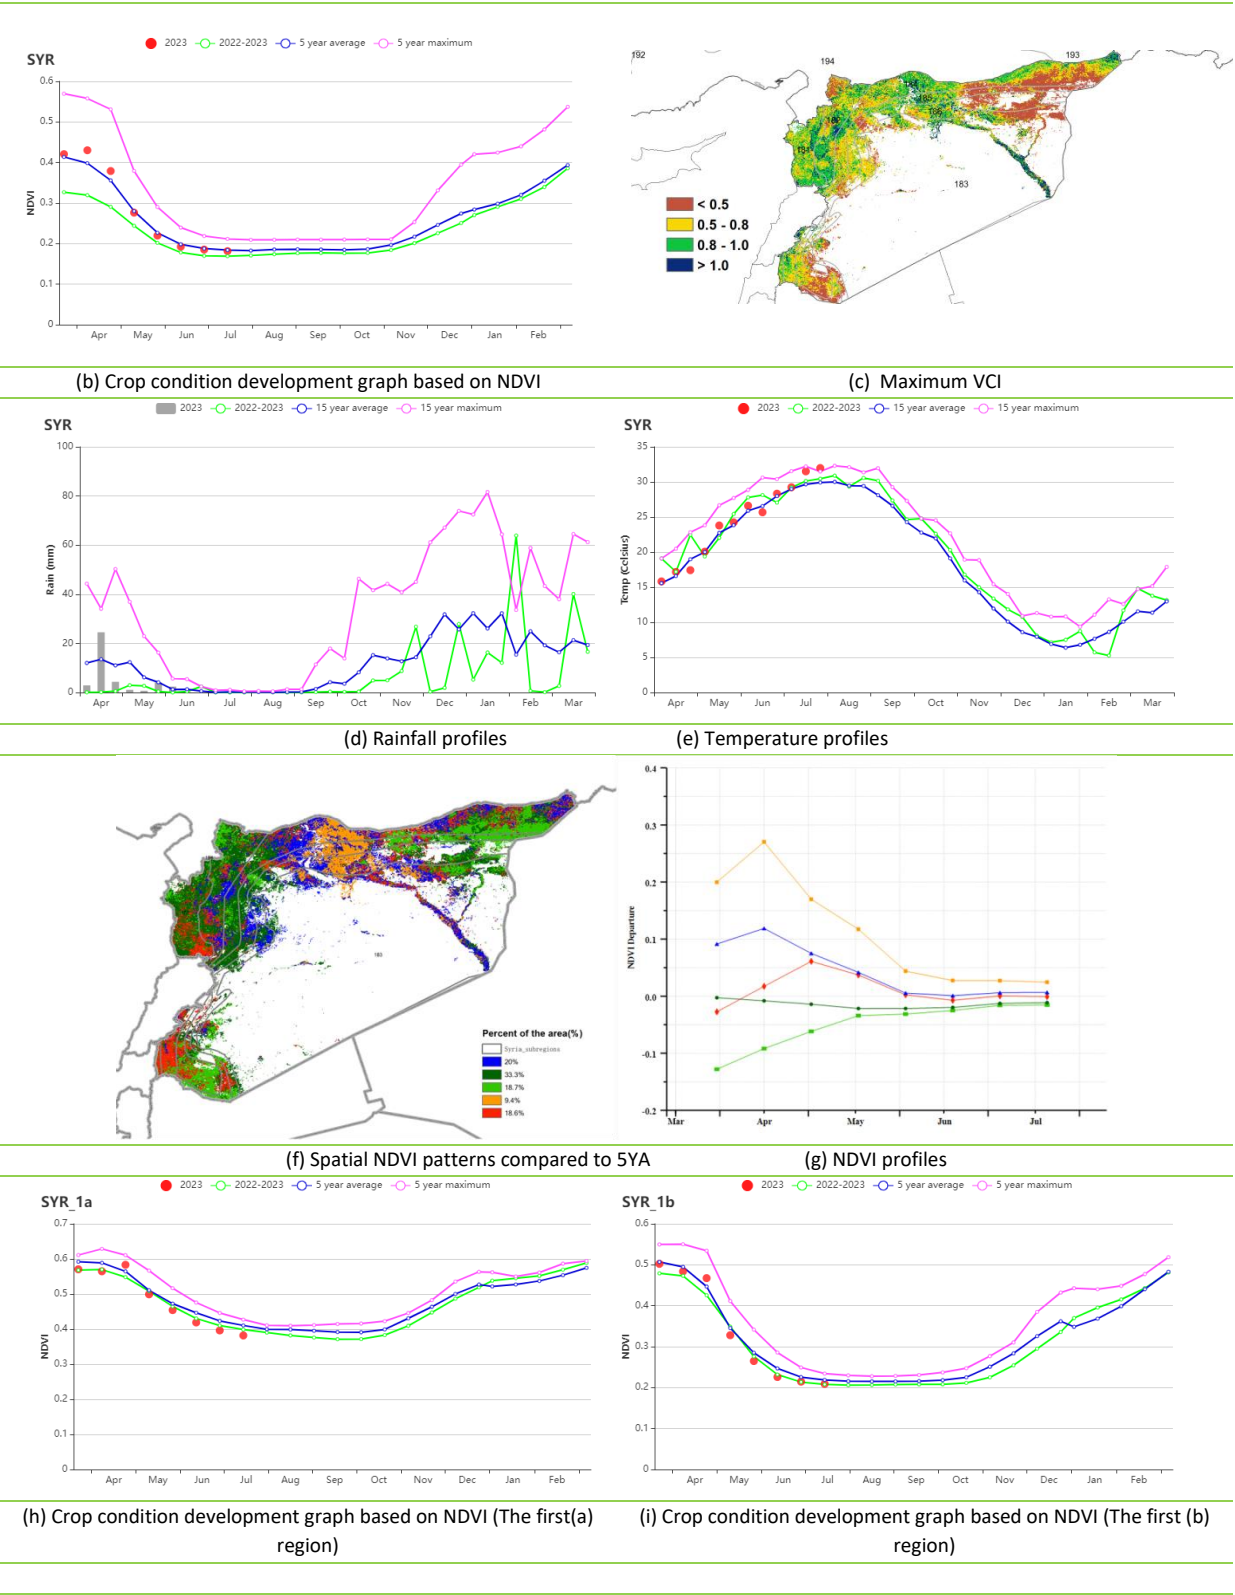 2023 2022-2023 5 year average 5 year maximum
SYR
0.6
0.5
0.4
0.3
0.2
0.1
0
NDVI
Apr May Jun Jul Aug Sep Oct Nov Dec Jan Feb
192
194
193
183
< 0.5
0.5 - 0.8
0.8 - 1.0
> 1.0
(b) Crop condition development graph based on NDVI
(c) Maximum VCI
2023 2022-2023 15 year average 15 year maximum
SYR
100
80
60
40
20
0
Rain (mm)
Apr May Jun Jul Aug Sep Oct Nov Dec Jan Feb Mar
2023 2022-2023 15 year average 15 year maximum
SYR
35
30
25
20
15
10
5
0
Temp (Celsius)
Apr May Jun Jul Aug Sep Oct Nov Dec Jan Feb Mar
(d) Rainfall profiles
(e) Temperature profiles
183
Percent of the area(%)
Syria_subregions
20%
33.3%
18.7%
9.4%
18.6%
0.4
0.3
0.2
0.1
0.0
-0.1
-0.2
NDVI Departure
Mar Apr May Jun Jul
(f) Spatial NDVI patterns compared to 5YA
(g) NDVI profiles
2023 2022-2023 5 year average 5 year maximum
SYR_1a
0.7
0.6
0.5
0.4
0.3
0.2
0.1
0
NDVI
Apr May Jun Jul Aug Sep Oct Nov Dec Jan Feb
2023 2022-2023 5 year average 5 year maximum
SYR_1b
0.6
0.5
0.4
0.3
0.2
0.1
0
NDVI
Apr May Jun Jul Aug Sep Oct Nov Dec Jan Feb
(h) Crop condition development graph based on NDVI (The first(a)
region)
(i) Crop condition development graph based on NDVI (The first (b)
region)